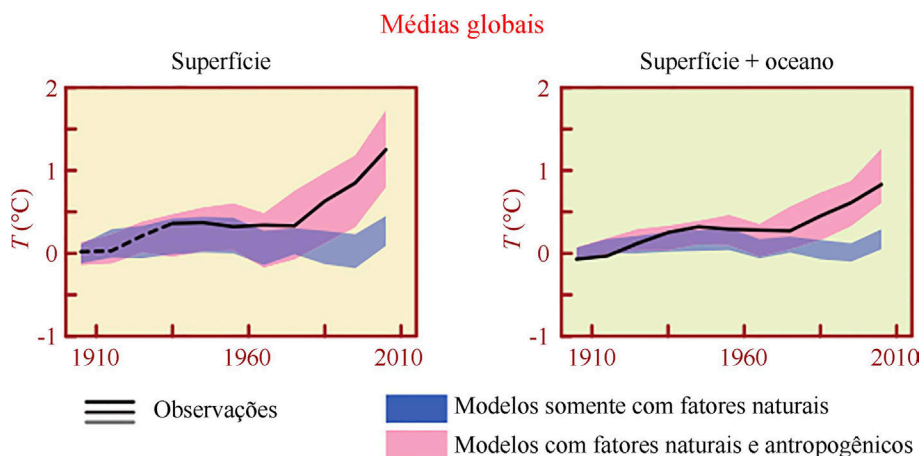 Médias globais
Superfície
2
1
0
-1
T (°C)
1910 1960 2010
Superfície + oceano
2
1
0
-1
T (°C)
1910 1960 2010
Observações
Modelos somente com fatores naturais
Modelos com fatores naturais e antropogênicos